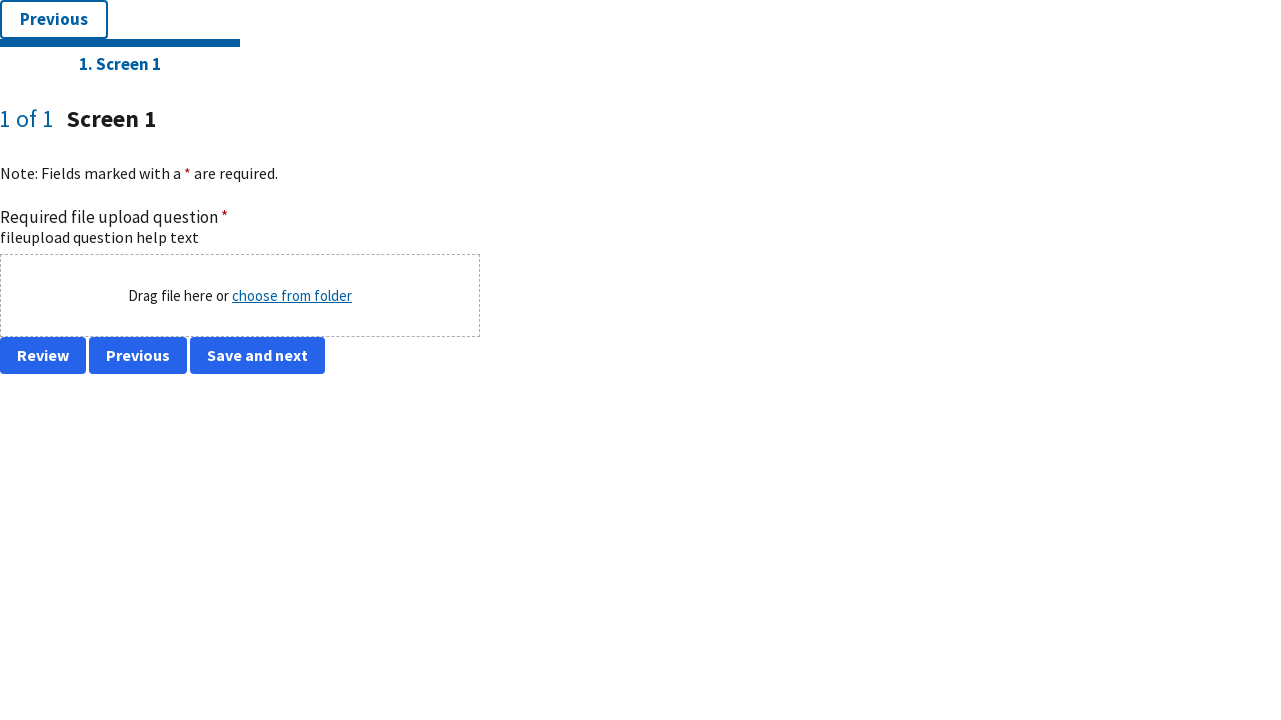 Previous
1. Screen 1
1 of 1 Screen 1
Note: Fields marked with a * are required.
Required file upload question *
fileupload question help text
Drag file here or choose from folder
Review Previous Save and next